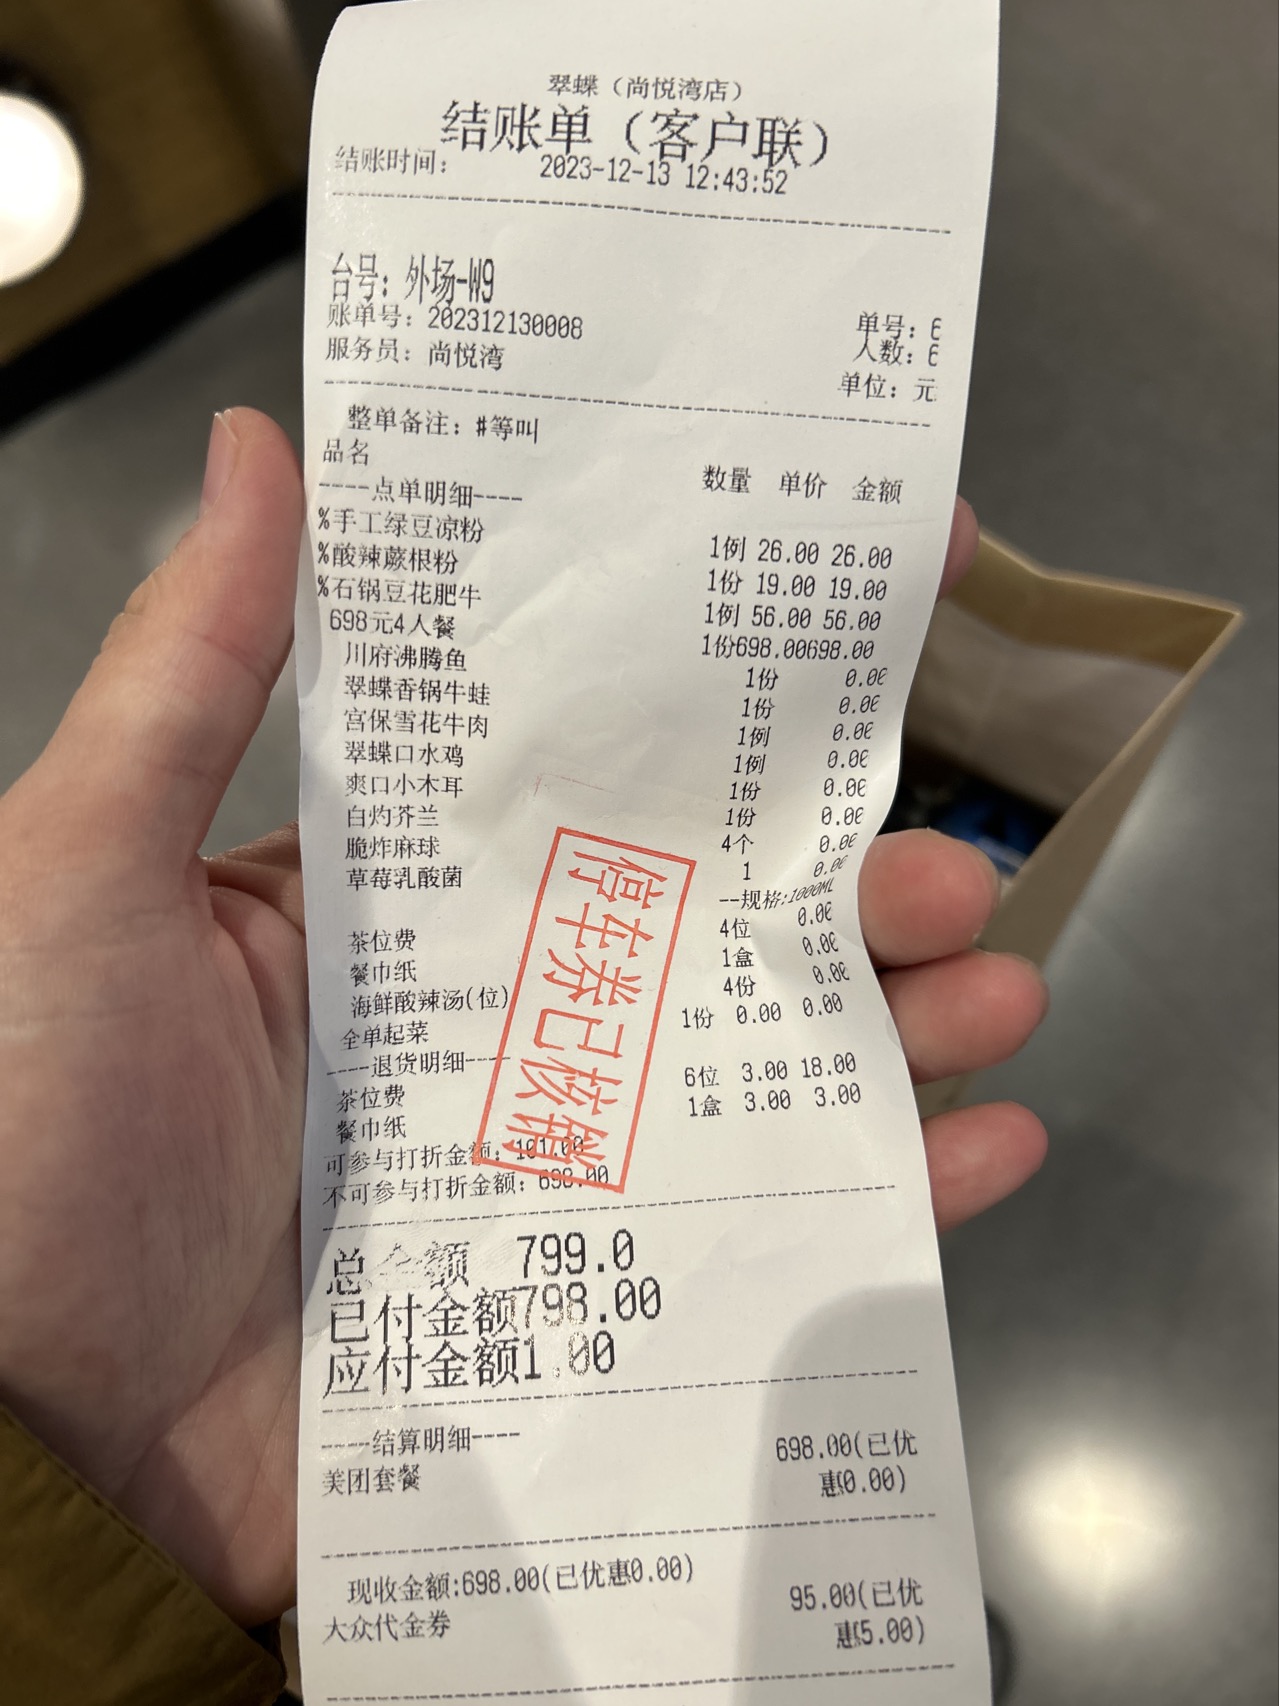 翠蝶（尚悦湾店）
结账单（客户联）
结账时间： 2023-12-13 12:43:52
台号：外场-W9
账单号：202312130008 单号：6
服务员：尚悦湾 人数：6
单位：元
整单备注：#等叫
品名 数量 单价 金额
----点单明细----
%手工绿豆凉粉 1例 26.00 26.00
%酸辣蕨根粉 1份 19.00 19.00
%石锅豆花肥牛 1例 56.00 56.00
698元4人餐 1份698.00698.00
川府沸腾鱼 1份 0.00
翠蝶香锅牛蛙 1份 0.00
宫保雪花牛肉 1例 0.00
翠蝶口水鸡 1例 0.00
爽口小木耳 1份 0.00
白灼芥兰 1份 0.00
脆炸麻球 4个 0.00
草莓乳酸菌 1 0.00
--规格:1000ML
茶位费 4位 0.00
餐巾纸 1盒 0.00
海鲜酸辣汤(位) 4份 0.00
全单起菜 1份 0.00 0.00
----退货明细----
茶位费 6位 3.00 18.00
餐巾纸 1盒 3.00 3.00
可参与打折金额：101.00
不可参与打折金额：698.00
停车券已核销
总金额 799.0
已付金额798.00
应付金额1.00
----结算明细----
美团套餐 698.00(已优
惠0.00)
现收金额:698.00(已优惠0.00)
大众代金券 95.00(已优
惠5.00)